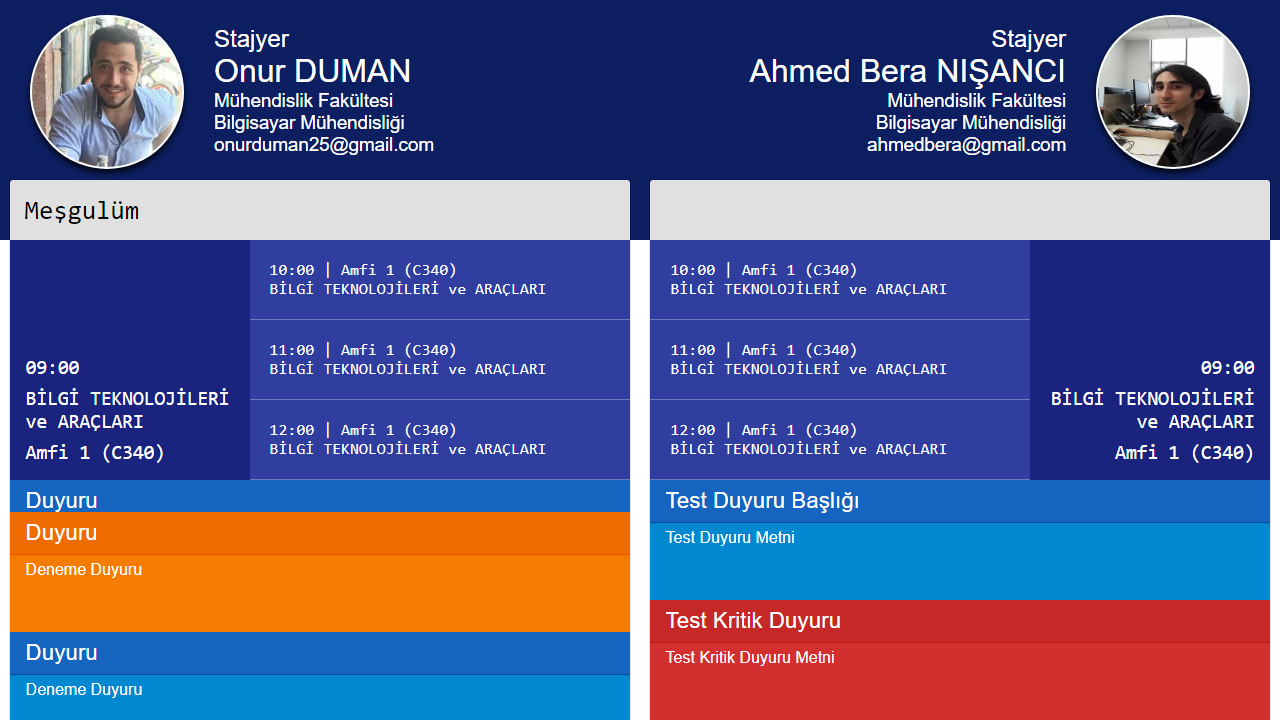 Stajyer
Onur DUMAN
Mühendislik Fakültesi
Bilgisayar Mühendisliği
onurduman25@gmail.com
Meşgulüm
09:00
BİLGİ TEKNOLOJİLERİ
ve ARAÇLARI
Amfi 1 (C340)
10:00 | Amfi 1 (C340)
BİLGİ TEKNOLOJİLERİ ve ARAÇLARI
11:00 | Amfi 1 (C340)
BİLGİ TEKNOLOJİLERİ ve ARAÇLARI
12:00 | Amfi 1 (C340)
BİLGİ TEKNOLOJİLERİ ve ARAÇLARI
Duyuru
Duyuru
Deneme Duyuru
Duyuru
Deneme Duyuru
Stajyer
Ahmed Bera NIŞANCI
Mühendislik Fakültesi
Bilgisayar Mühendisliği
ahmedbera@gmail.com
10:00 | Amfi 1 (C340)
BİLGİ TEKNOLOJİLERİ ve ARAÇLARI
11:00 | Amfi 1 (C340)
BİLGİ TEKNOLOJİLERİ ve ARAÇLARI
12:00 | Amfi 1 (C340)
BİLGİ TEKNOLOJİLERİ ve ARAÇLARI
09:00
BİLGİ TEKNOLOJİLERİ
ve ARAÇLARI
Amfi 1 (C340)
Test Duyuru Başlığı
Test Duyuru Metni
Test Kritik Duyuru
Test Kritik Duyuru Metni